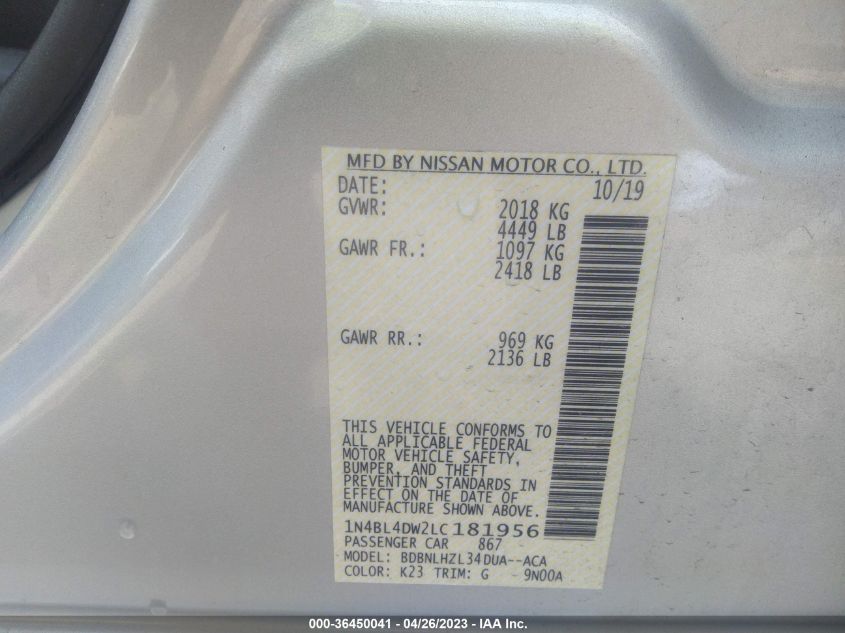 MFD BY NISSAN MOTOR CO., LTD.
DATE: 10/19
GVWR: 2018 KG
4449 LB
GAWR FR.: 1097 KG
2418 LB
GAWR RR.: 969 KG
2136 LB
THIS VEHICLE CONFORMS TO
ALL APPLICABLE FEDERAL
MOTOR VEHICLE SAFETY,
BUMPER, AND THEFT
PREVENTION STANDARDS IN
EFFECT ON THE DATE OF
MANUFACTURE SHOWN ABOVE.
1N4BL4DW2LC181956
PASSENGER CAR 867
MODEL: BDBNLHZL34DUA--ACA
COLOR: K23 TRIM: G 9N00A
000-36450041 - 04/26/2023 - IAA Inc.